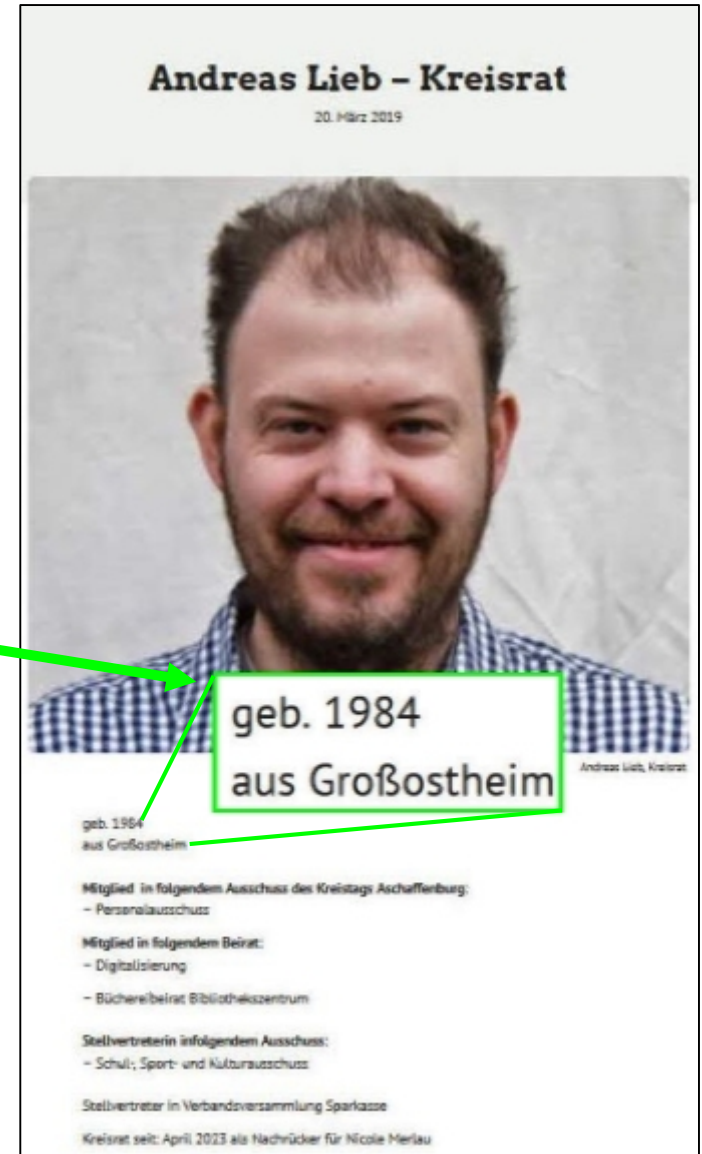 Andreas Lieb – Kreisrat
20. März 2019
geb. 1984
aus Großostheim
Andreas Lieb, Kreisrat
geb. 1984
aus Großostheim
Mitglied in folgendem Ausschuss des Kreistags Aschaffenburg:
– Personalausschuss
Mitglied in folgendem Beirat:
– Digitalisierung
– Büchereibeirat Bibliothekszentrum
Stellvertreterin infolgendem Ausschuss:
– Schul-, Sport- und Kulturausschuss
Stellvertreter in Verbandsversammlung Sparkasse
Kreisrat seit: April 2023 als Nachrücker für Nicole Merlau